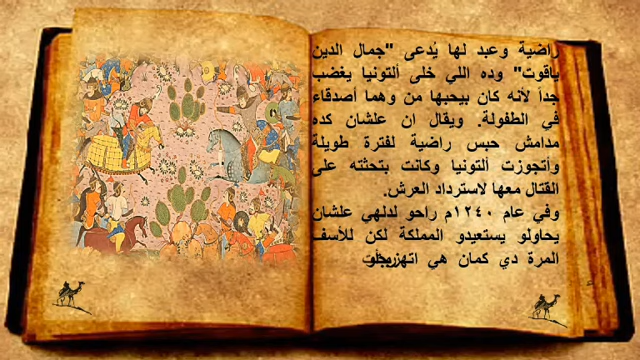 راضية وعبد لها يُدعى "جمال الدين
ياقوت" وده اللي خلى ألتونيا يغضب
جداً لأنه كان بيحبها من وهما أصدقاء
في الطفولة. ويقال ان علشان كده
مدامش حبس راضية لفترة طويلة
وأتجوزت ألتونيا وكانت بتحثته على
القتال معها لاسترداد العرش.
وفي عام ١٢٤٠م راحو لدلهي علشان
يحاولو يستعيدو المملكة لكن للأسف
المرة دي كمان هي